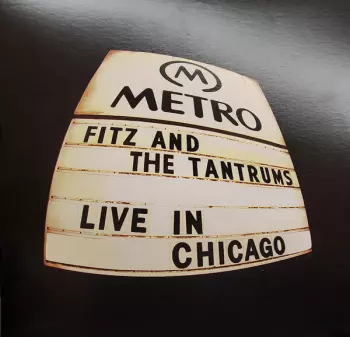 M
METRO
FITZ AND
THE TANTRUMS
LIVE IN
CHICAGO